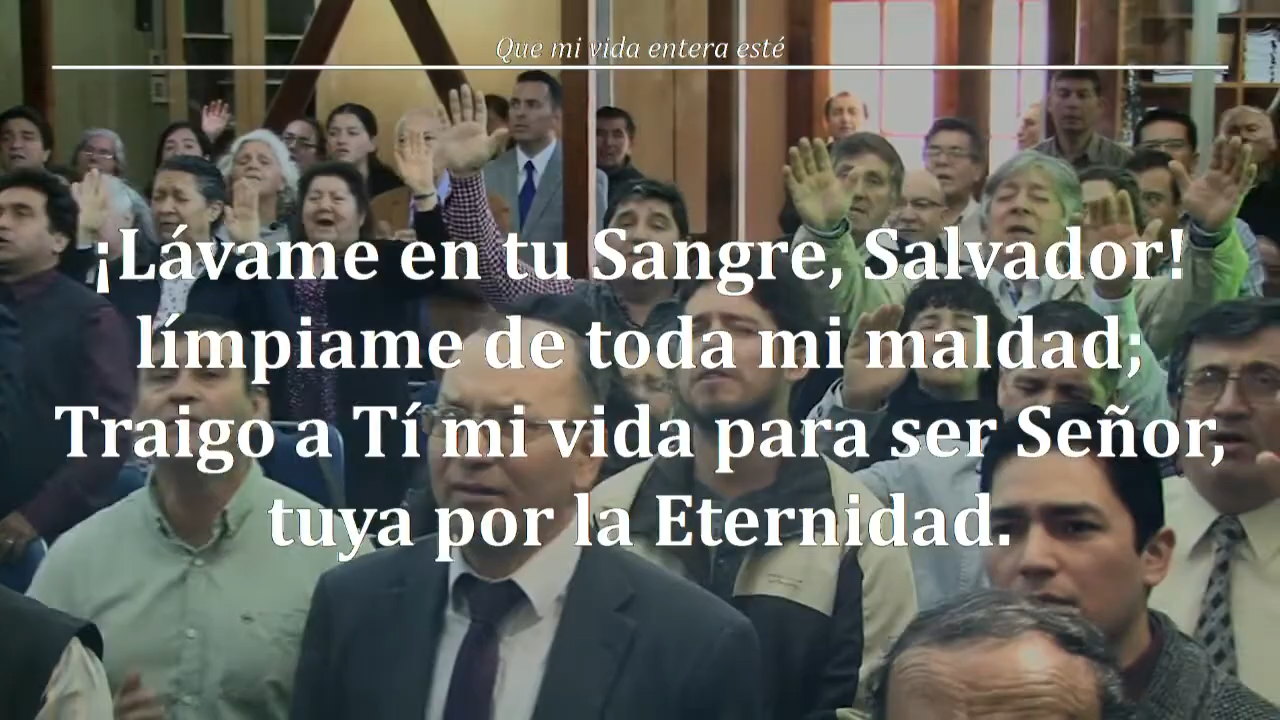 Que mi vida entera esté
¡Lávame en tu Sangre, Salvador!
límpiame de toda mi maldad;
Traigo a Tí mi vida para ser Señor,
tuya por la Eternidad.